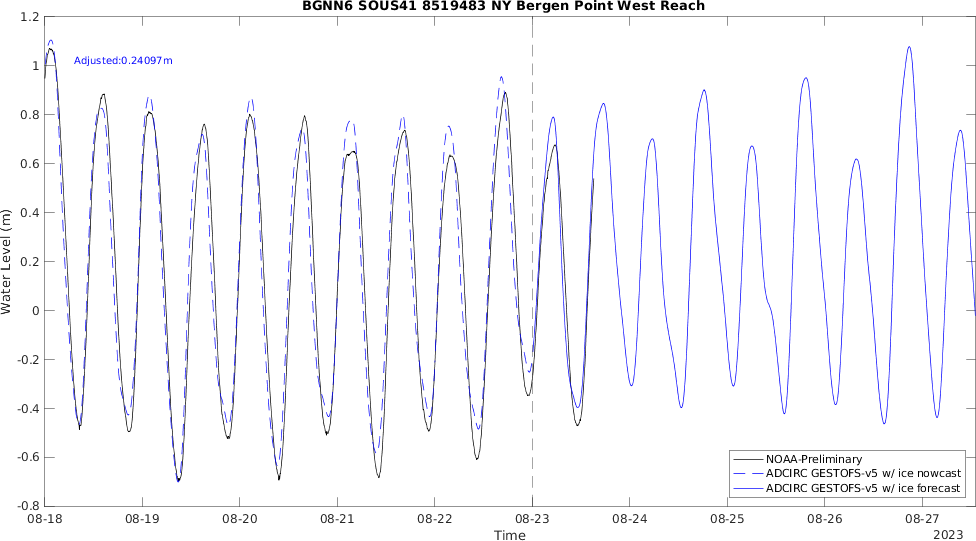 BGNN6 SOUS41 8519483 NY Bergen Point West Reach
Adjusted:0.24097m
1.2
1
0.8
0.6
0.4
0.2
0
-0.2
-0.4
-0.6
-0.8
Water Level (m)
NOAA-Preliminary
ADCIRC GESTOFS-v5 w/ ice nowcast
ADCIRC GESTOFS-v5 w/ ice forecast
08-18 08-19 08-20 08-21 08-22 08-23 08-24 08-25 08-26 08-27
Time
2023